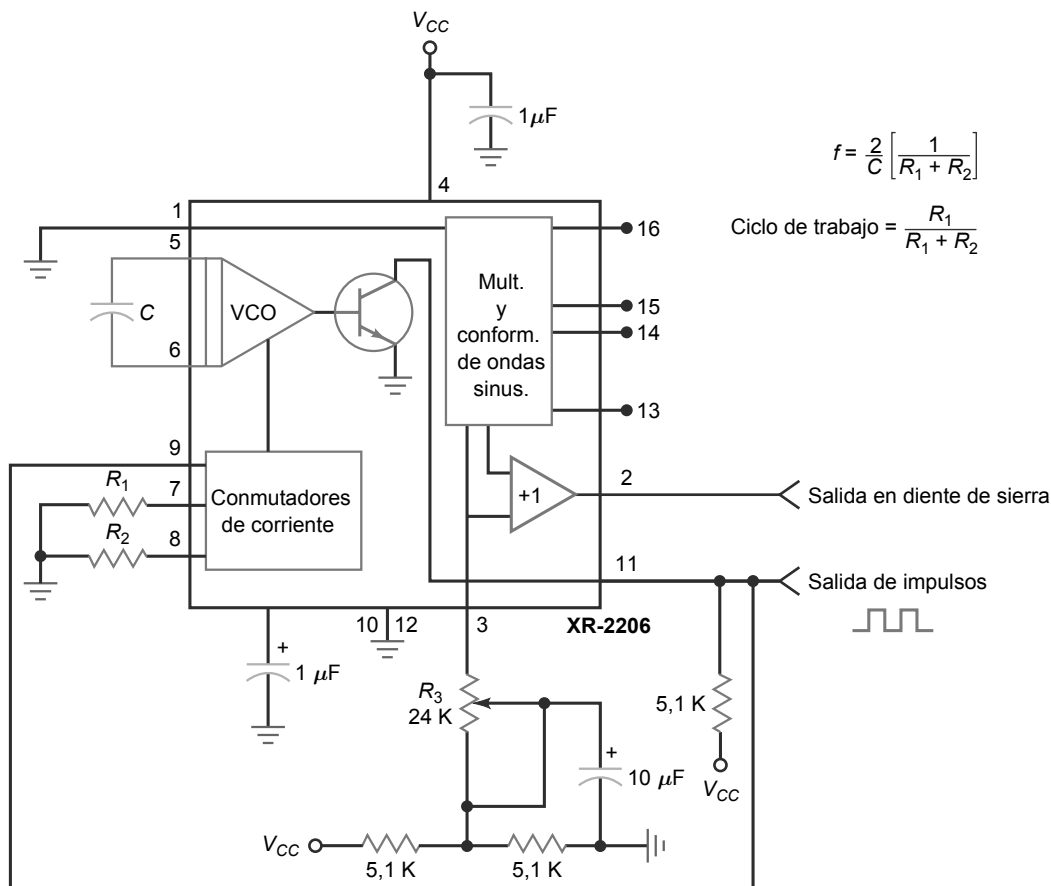 V_CC
1 μF
f = 2/C [1/(R₁ + R₂)]
Ciclo de trabajo = R₁/(R₁ + R₂)
4
1
5
16
15
14
13
Mult.
y
conform.
de ondas
sinus.
C
VCO
6
9
R₁
7
R₂
8
Conmutadores
de corriente
+1
2
Salida en diente de sierra
11
Salida de impulsos
10
12
3
XR-2206
+
1 μF
R₃
24 K
5,1 K
+
10 μF
V_CC
V_CC
5,1 K
5,1 K